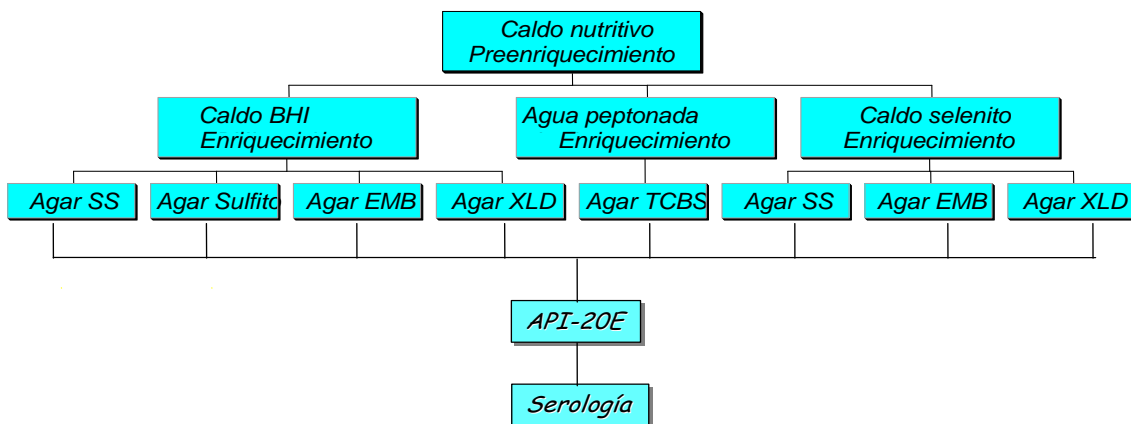 Caldo nutritivo
Preenriquecimiento
Caldo BHI
Enriquecimiento
Agua peptonada
Enriquecimiento
Caldo selenito
Enriquecimiento
Agar SS
Agar Sulfito
Agar EMB
Agar XLD
Agar TCBS
Agar SS
Agar EMB
Agar XLD
API-20E
Serología